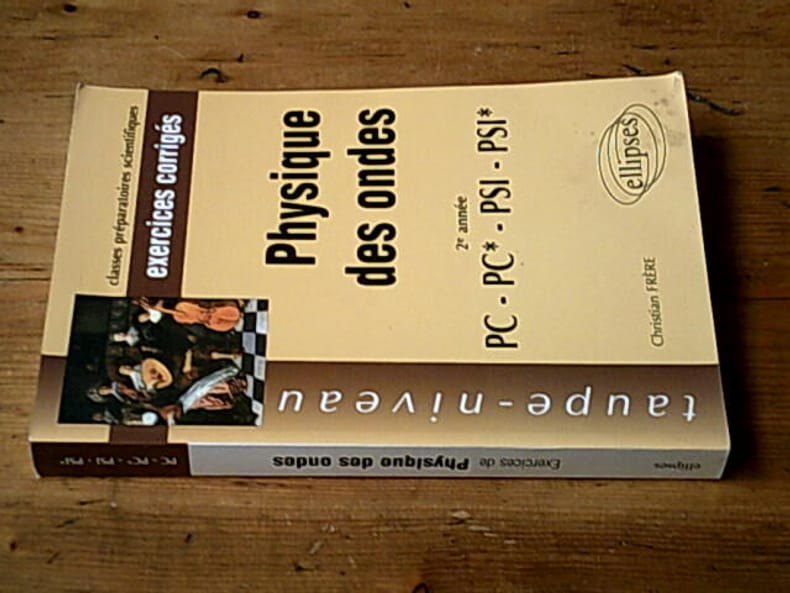 classes préparatoires scientifiques
exercices corrigés
Physique
des ondes
2e année
PC - PC* - PSI - PSI*
Christian FRÈRE
ellipses
taupe-niveau
PC - PC* - PSI - PSI*
Exercices de Physique des ondes
ellipses